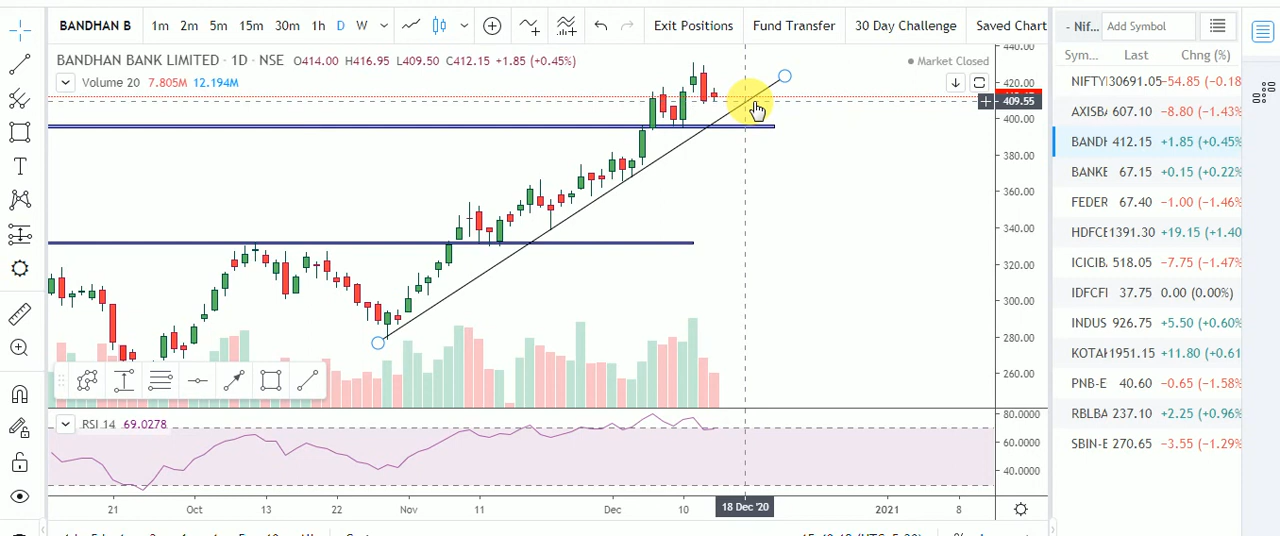 BANDHAN B 1m 2m 5m 15m 30m 1h D W Exit Positions Fund Transfer 30 Day Challenge Saved Chart
- Nif... Add Symbol
BANDHAN BANK LIMITED · 1D · NSE O414.00 H416.95 L409.50 C412.15 +1.85 (+0.45%)
Market Closed
Volume 20 7.805M 12.194M
440.00
420.00
409.55
400.00
380.00
360.00
340.00
320.00
300.00
280.00
260.00
RSI 14 69.0278
80.0000
60.0000
40.0000
21 Oct 13 22 Nov 11 Dec 10 18 Dec '20 2021 8
Sym... Last Chng (%)
NIFTY 30691.05 −54.85 (−0.18
AXISB 607.10 −8.80 (−1.43%
BANDH 412.15 +1.85 (+0.45%
BANKE 67.15 +0.15 (+0.22%
FEDER 67.40 −1.00 (−1.46%
HDFCE 1391.30 +19.15 (+1.40
ICICIB 518.05 −7.75 (−1.47%
IDFCFI 37.75 0.00 (0.00%)
INDUS 926.75 +5.50 (+0.60%
KOTAK 1951.15 +11.80 (+0.61
PNB-E 40.60 −0.65 (−1.58%
RBLBA 237.10 +2.25 (+0.96%
SBIN-E 270.65 −3.55 (−1.29%